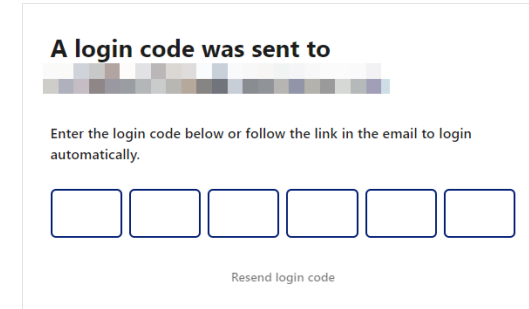 A login code was sent to
Enter the login code below or follow the link in the email to login
automatically.
Resend login code